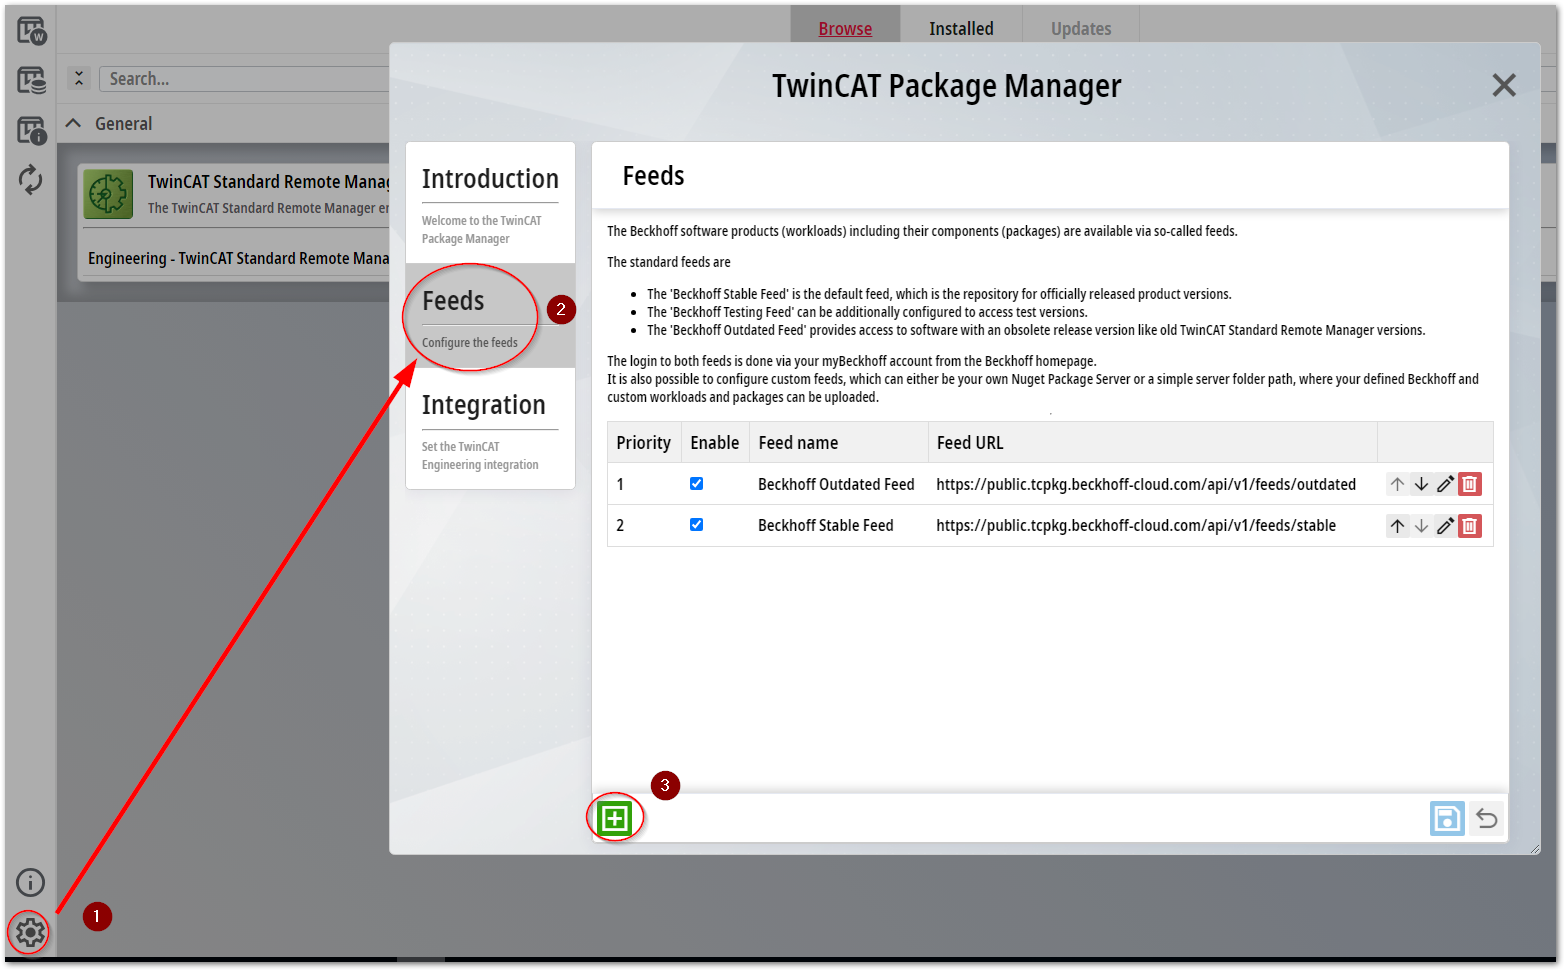 Browse
Installed
Updates
Search...
General
TwinCAT Standard Remote Manag
The TwinCAT Standard Remote Manager en
Engineering - TwinCAT Standard Remote Mana
TwinCAT Package Manager
Introduction
Welcome to the TwinCAT
Package Manager
Feeds
Configure the feeds
2
Integration
Set the TwinCAT
Engineering integration
Feeds
The Beckhoff software products (workloads) including their components (packages) are available via so-called feeds.
The standard feeds are
The 'Beckhoff Stable Feed' is the default feed, which is the repository for officially released product versions.
The 'Beckhoff Testing Feed' can be additionally configured to access test versions.
The 'Beckhoff Outdated Feed' provides access to software with an obsolete release version like old TwinCAT Standard Remote Manager versions.
The login to both feeds is done via your myBeckhoff account from the Beckhoff homepage.
It is also possible to configure custom feeds, which can either be your own Nuget Package Server or a simple server folder path, where your defined Beckhoff and
custom workloads and packages can be uploaded.
Priority Enable Feed name Feed URL
1 Beckhoff Outdated Feed https://public.tcpkg.beckhoff-cloud.com/api/v1/feeds/outdated
2 Beckhoff Stable Feed https://public.tcpkg.beckhoff-cloud.com/api/v1/feeds/stable
3
1
W